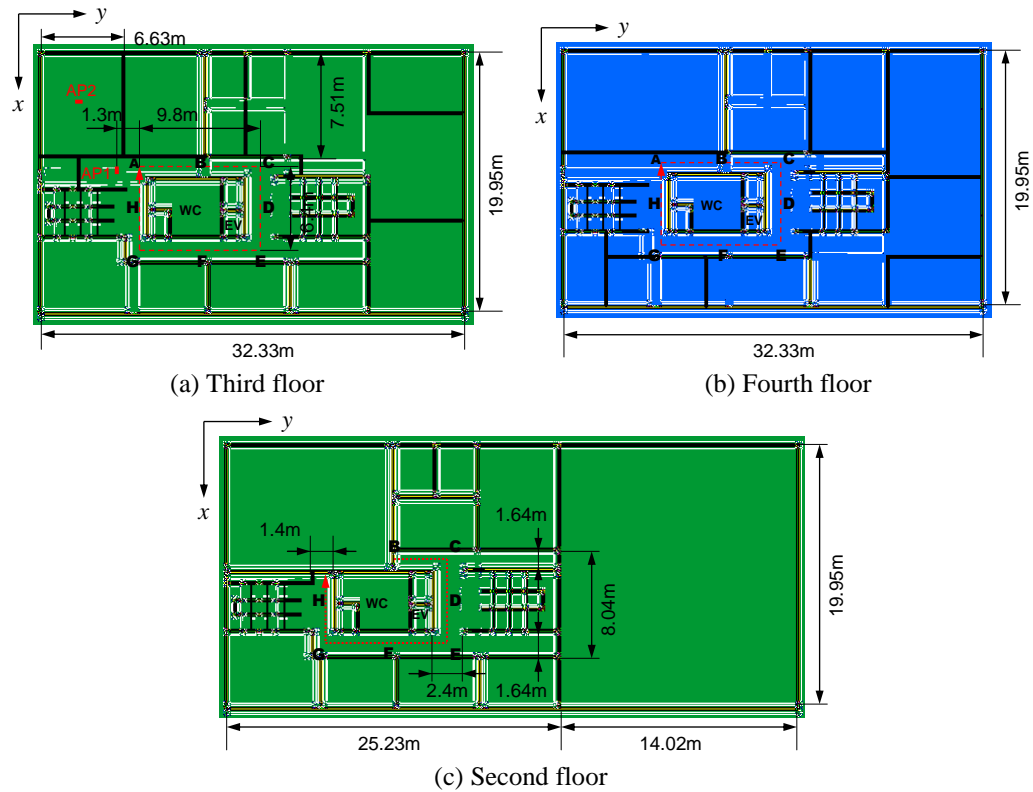 y
6.63m
x
AP2
1.3m
9.8m
7.51m
19.95m
A
B
C
AP1
H
WC
D
EV
G
F
E
32.33m
(a) Third floor
y
x
A
B
C
H
WC
D
EV
G
F
E
19.95m
32.33m
(b) Fourth floor
y
x
1.4m
1.64m
B
C
H
WC
D
EV
8.04m
19.95m
G
F
E
2.4m
1.64m
25.23m
14.02m
(c) Second floor